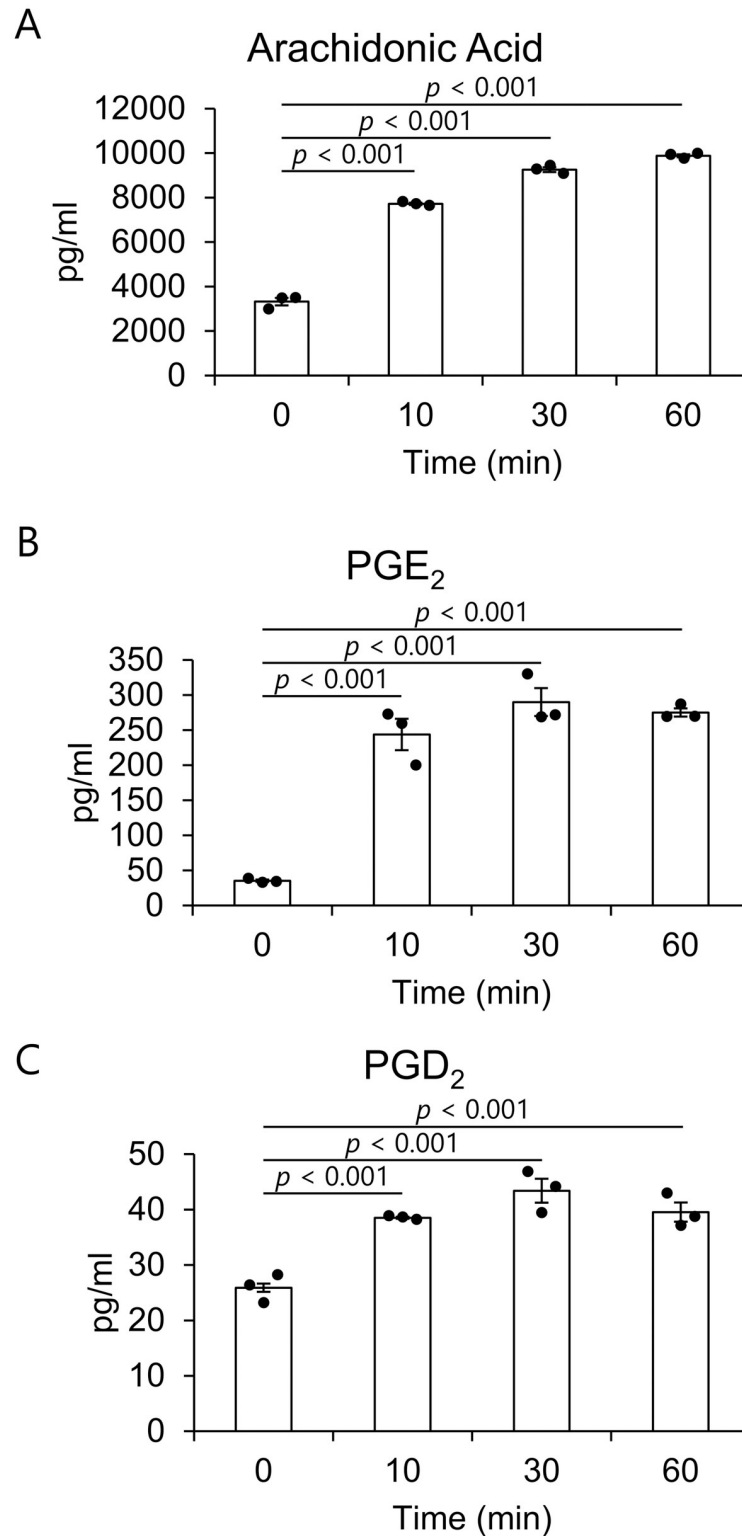 A
Arachidonic Acid
p < 0.001
p < 0.001
p < 0.001
12000
10000
8000
6000
4000
2000
0
pg/ml
0 10 30 60
Time (min)
B
PGE₂
p < 0.001
p < 0.001
p < 0.001
350
300
250
200
150
100
50
0
pg/ml
0 10 30 60
Time (min)
C
PGD₂
p < 0.001
p < 0.001
p < 0.001
50
40
30
20
10
0
pg/ml
0 10 30 60
Time (min)